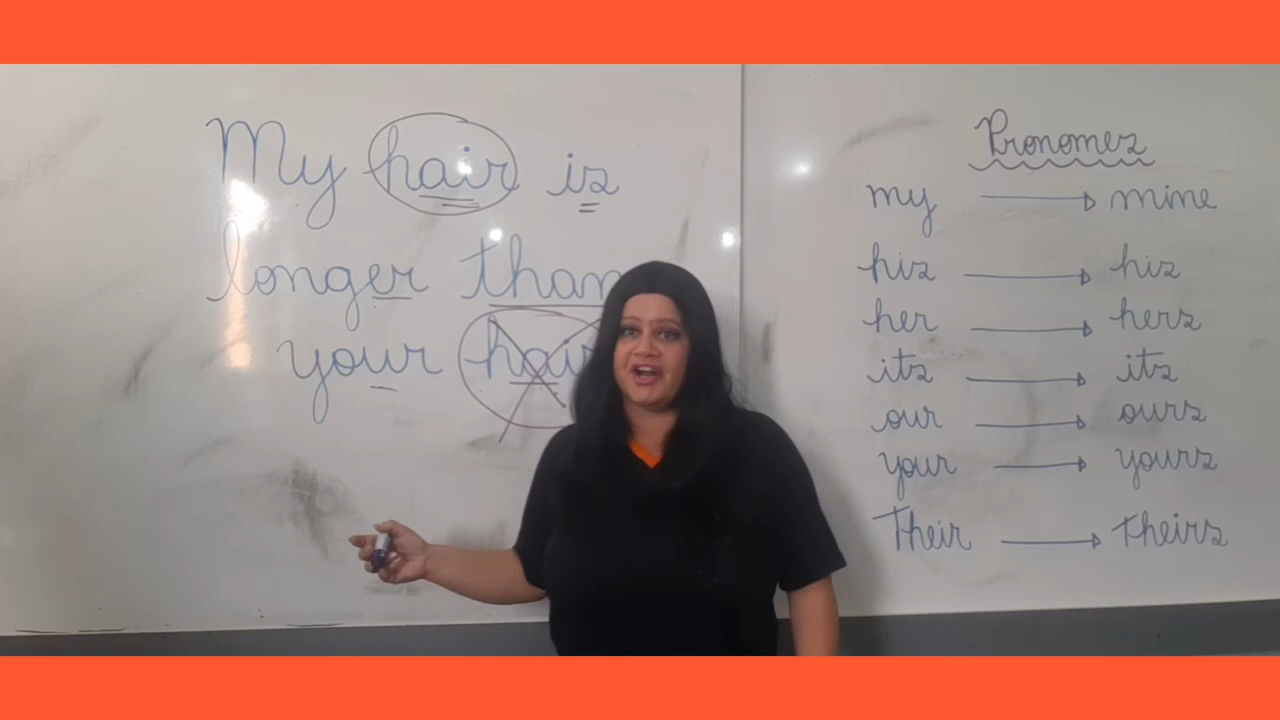 My hair is
longer than
your hair
Pronomes
my → mine
his → his
her → hers
its → its
our → ours
your → yours
Their → Theirs